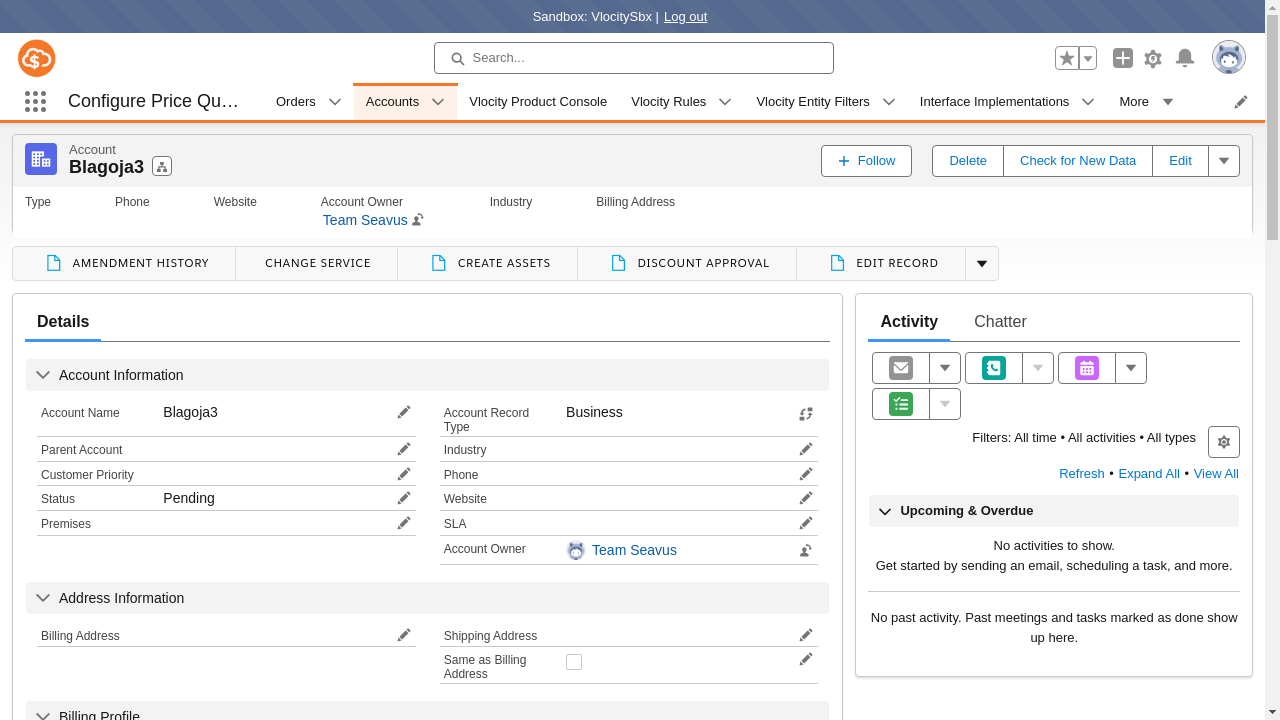 Sandbox: VlocitySbx | Log out
Search...
Configure Price Qu...
Orders
Accounts
Vlocity Product Console
Vlocity Rules
Vlocity Entity Filters
Interface Implementations
More
Account
Blagoja3
Follow
Delete
Check for New Data
Edit
Type
Phone
Website
Account Owner
Industry
Billing Address
Team Seavus
AMENDMENT HISTORY
CHANGE SERVICE
CREATE ASSETS
DISCOUNT APPROVAL
EDIT RECORD
Details
Account Information
Account Name
Blagoja3
Account Record
Type
Business
Parent Account
Industry
Customer Priority
Phone
Status
Pending
Website
Premises
SLA
Account Owner
Team Seavus
Address Information
Billing Address
Shipping Address
Same as Billing
Address
Billing Profile
Activity
Chatter
Filters: All time • All activities • All types
Refresh • Expand All • View All
Upcoming & Overdue
No activities to show.
Get started by sending an email, scheduling a task, and more.
No past activity. Past meetings and tasks marked as done show
up here.